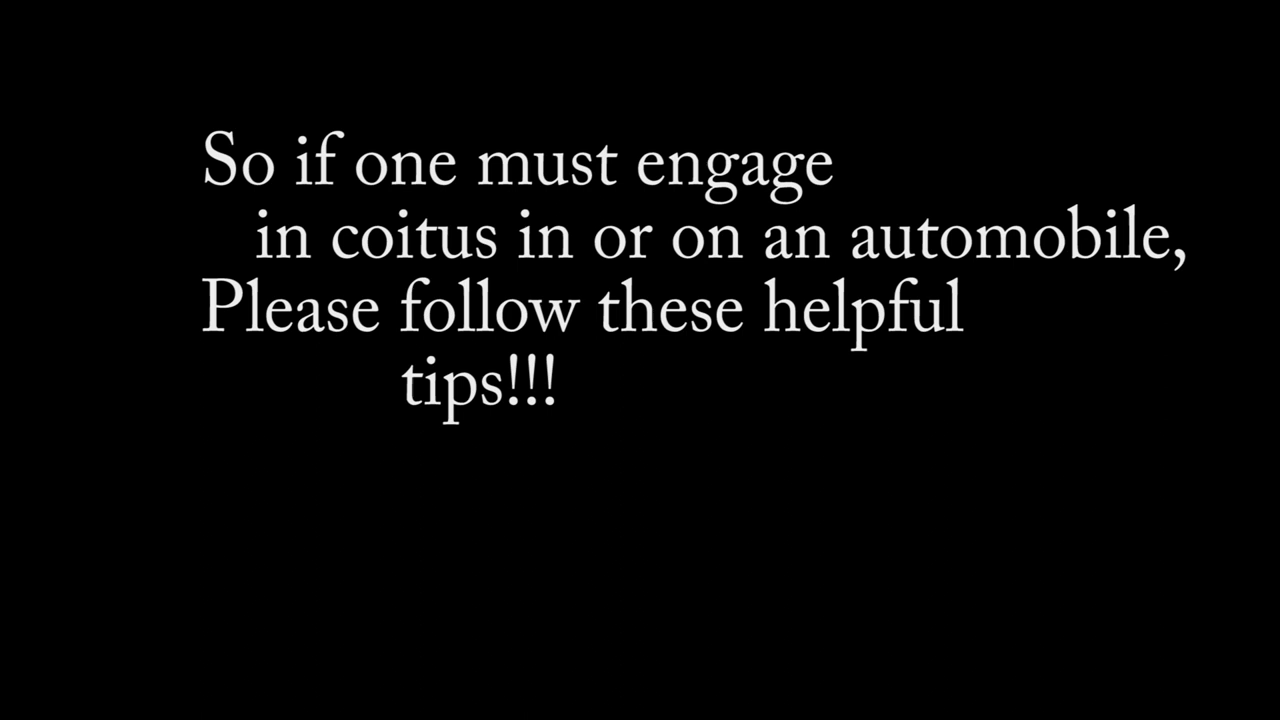 So if one must engage
in coitus in or on an automobile,
Please follow these helpful
tips!!!